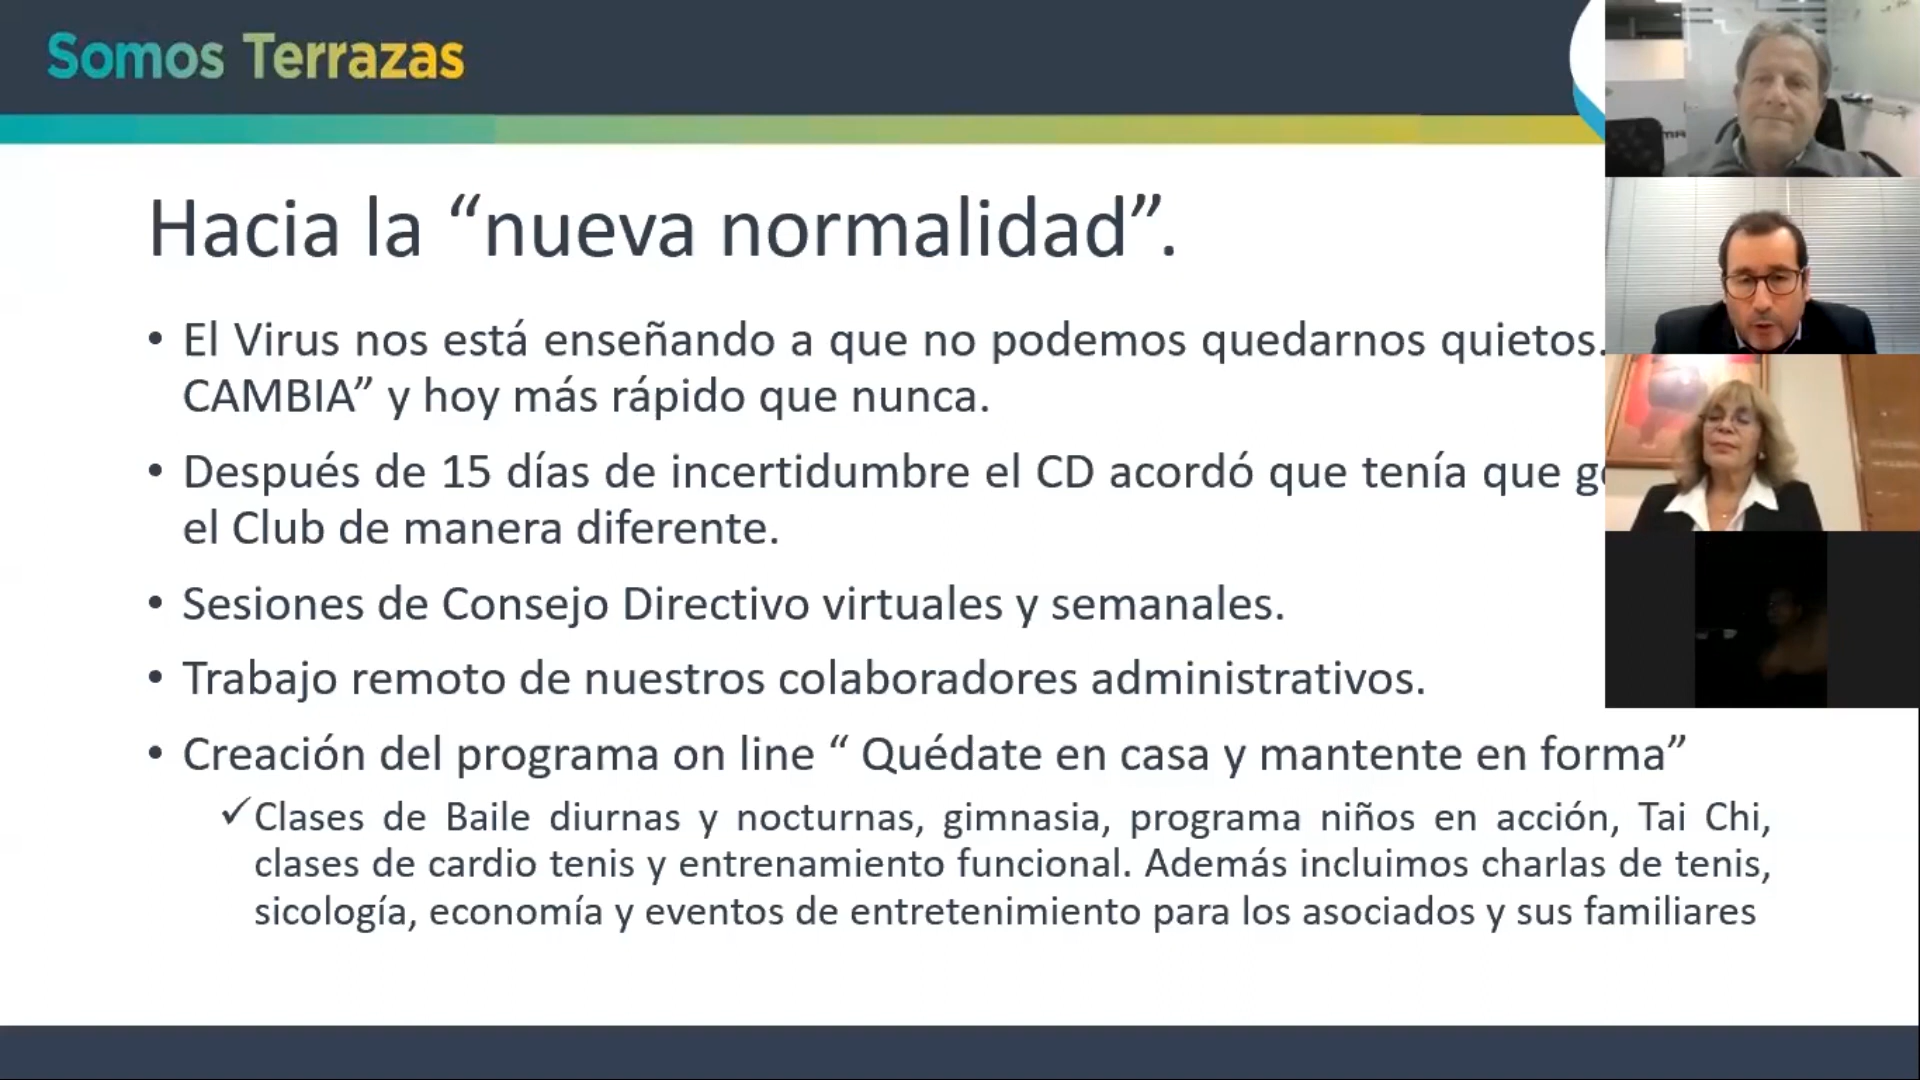 Somos Terrazas
Hacia la “nueva normalidad”.
• El Virus nos está enseñando a que no podemos quedarnos quietos.
CAMBIA” y hoy más rápido que nunca.
• Después de 15 días de incertidumbre el CD acordó que tenía que
el Club de manera diferente.
• Sesiones de Consejo Directivo virtuales y semanales.
• Trabajo remoto de nuestros colaboradores administrativos.
• Creación del programa on line “ Quédate en casa y mantente en forma”
✓Clases de Baile diurnas y nocturnas, gimnasia, programa niños en acción, Tai Chi,
clases de cardio tenis y entrenamiento funcional. Además incluimos charlas de tenis,
sicología, economía y eventos de entretenimiento para los asociados y sus familiares